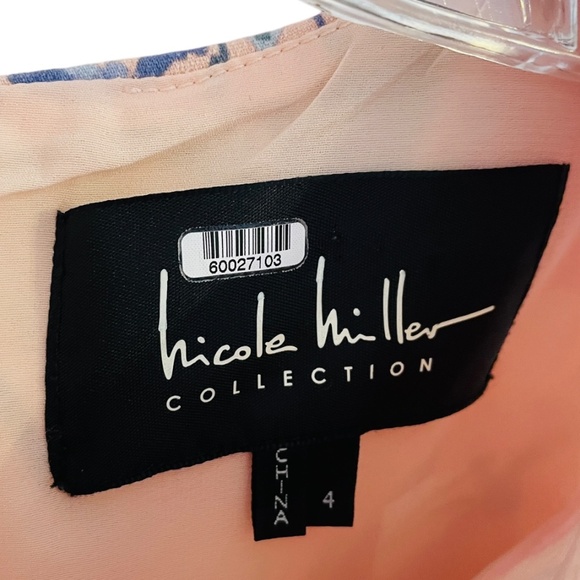 60027103
nicole miller
COLLECTION
CHINA
4